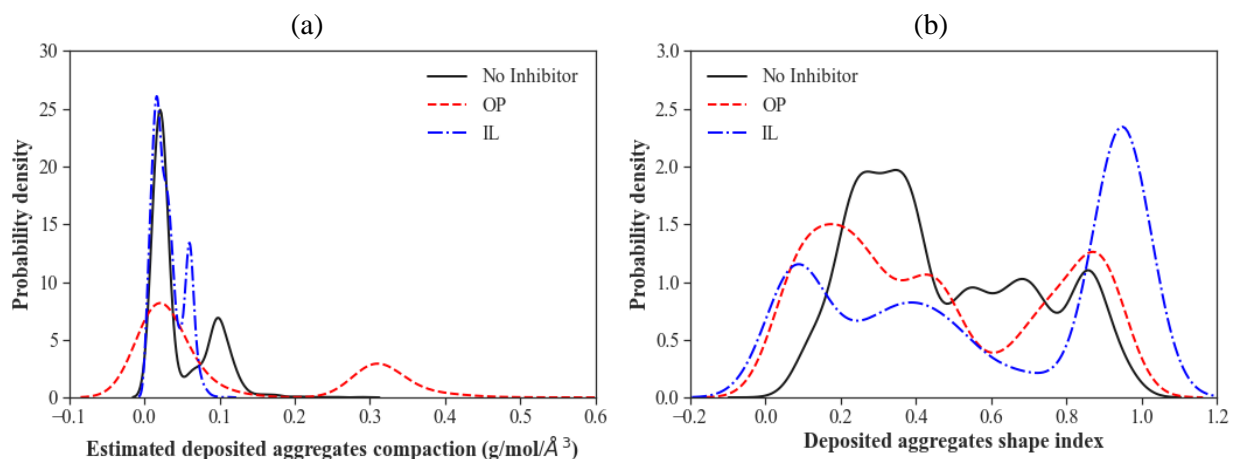 (a)
30
25
20
15
10
5
0
Probability density
−0.1 0.0 0.1 0.2 0.3 0.4 0.5 0.6
Estimated deposited aggregates compaction (g/mol/Å ³)
No Inhibitor
OP
IL
(b)
3.0
2.5
2.0
1.5
1.0
0.5
0.0
Probability density
−0.2 0.0 0.2 0.4 0.6 0.8 1.0 1.2
Deposited aggregates shape index
No Inhibitor
OP
IL